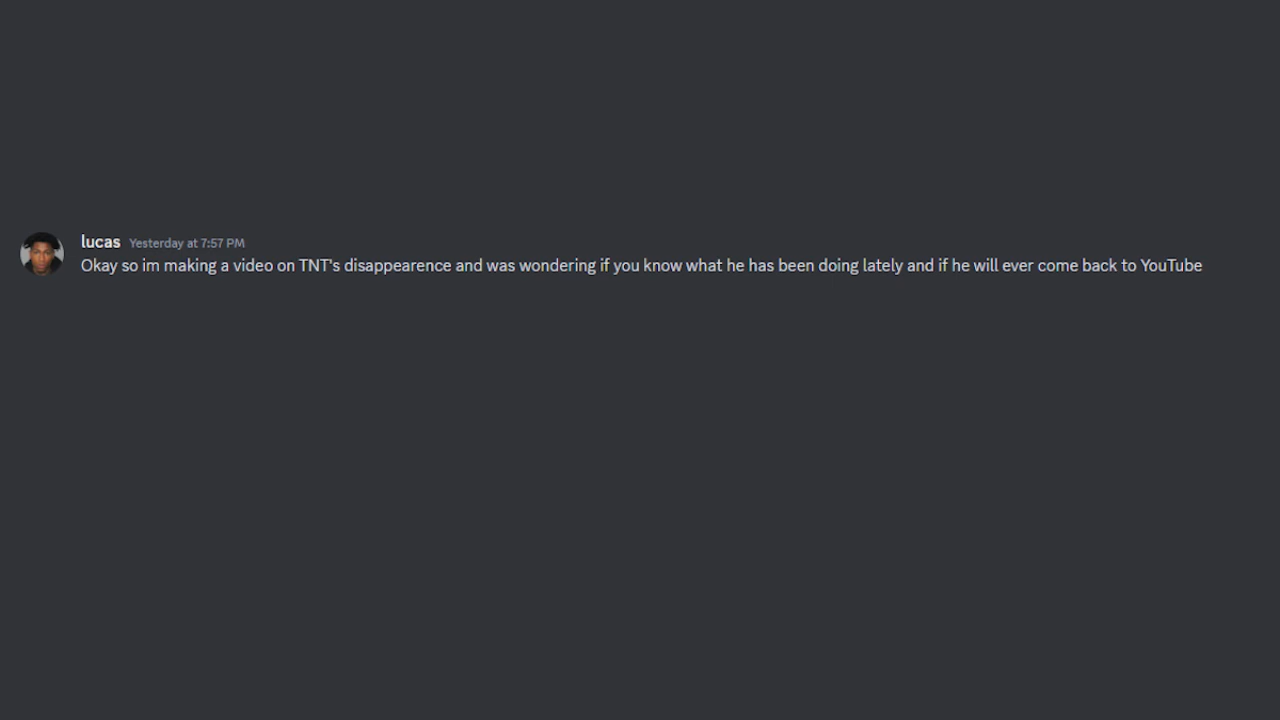 lucas Yesterday at 7:57 PM
Okay so im making a video on TNT's disappearence and was wondering if you know what he has been doing lately and if he will ever come back to YouTube